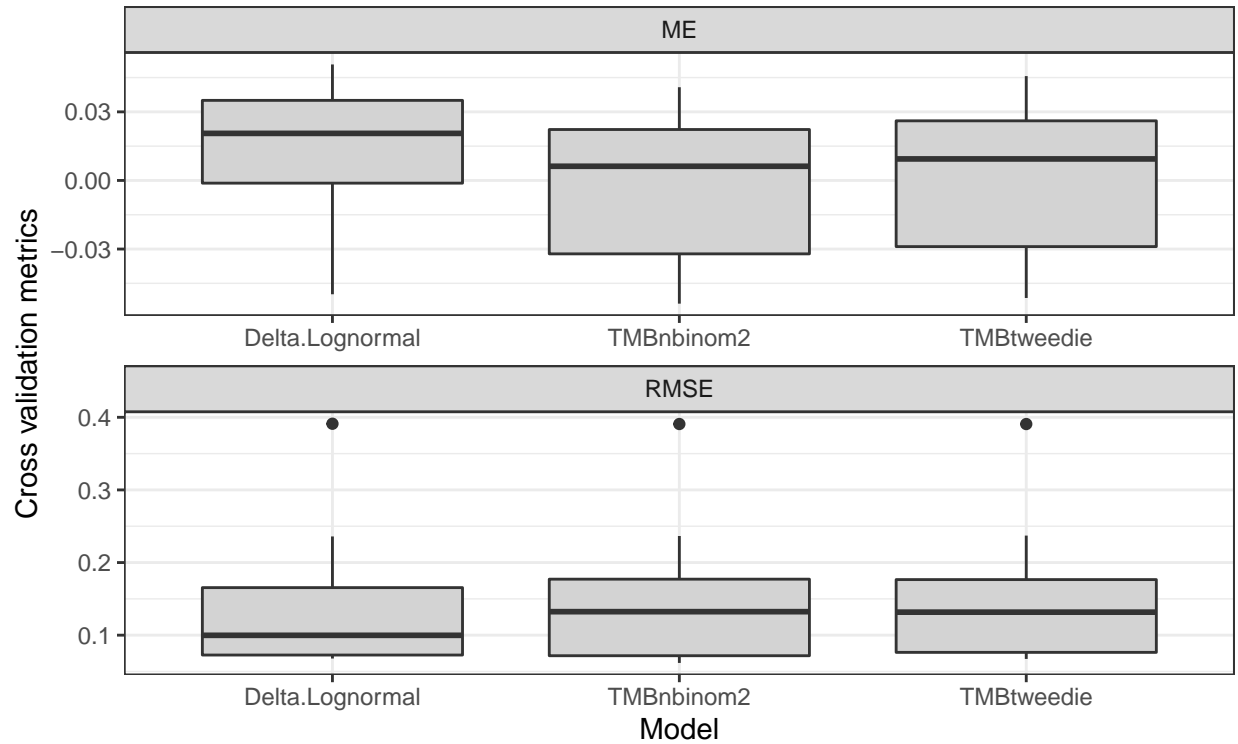 ME
0.03
0.00
−0.03
Delta.Lognormal TMBnbinom2 TMBtweedie
RMSE
0.4
0.3
0.2
0.1
Delta.Lognormal TMBnbinom2 TMBtweedie
Model
Cross validation metrics